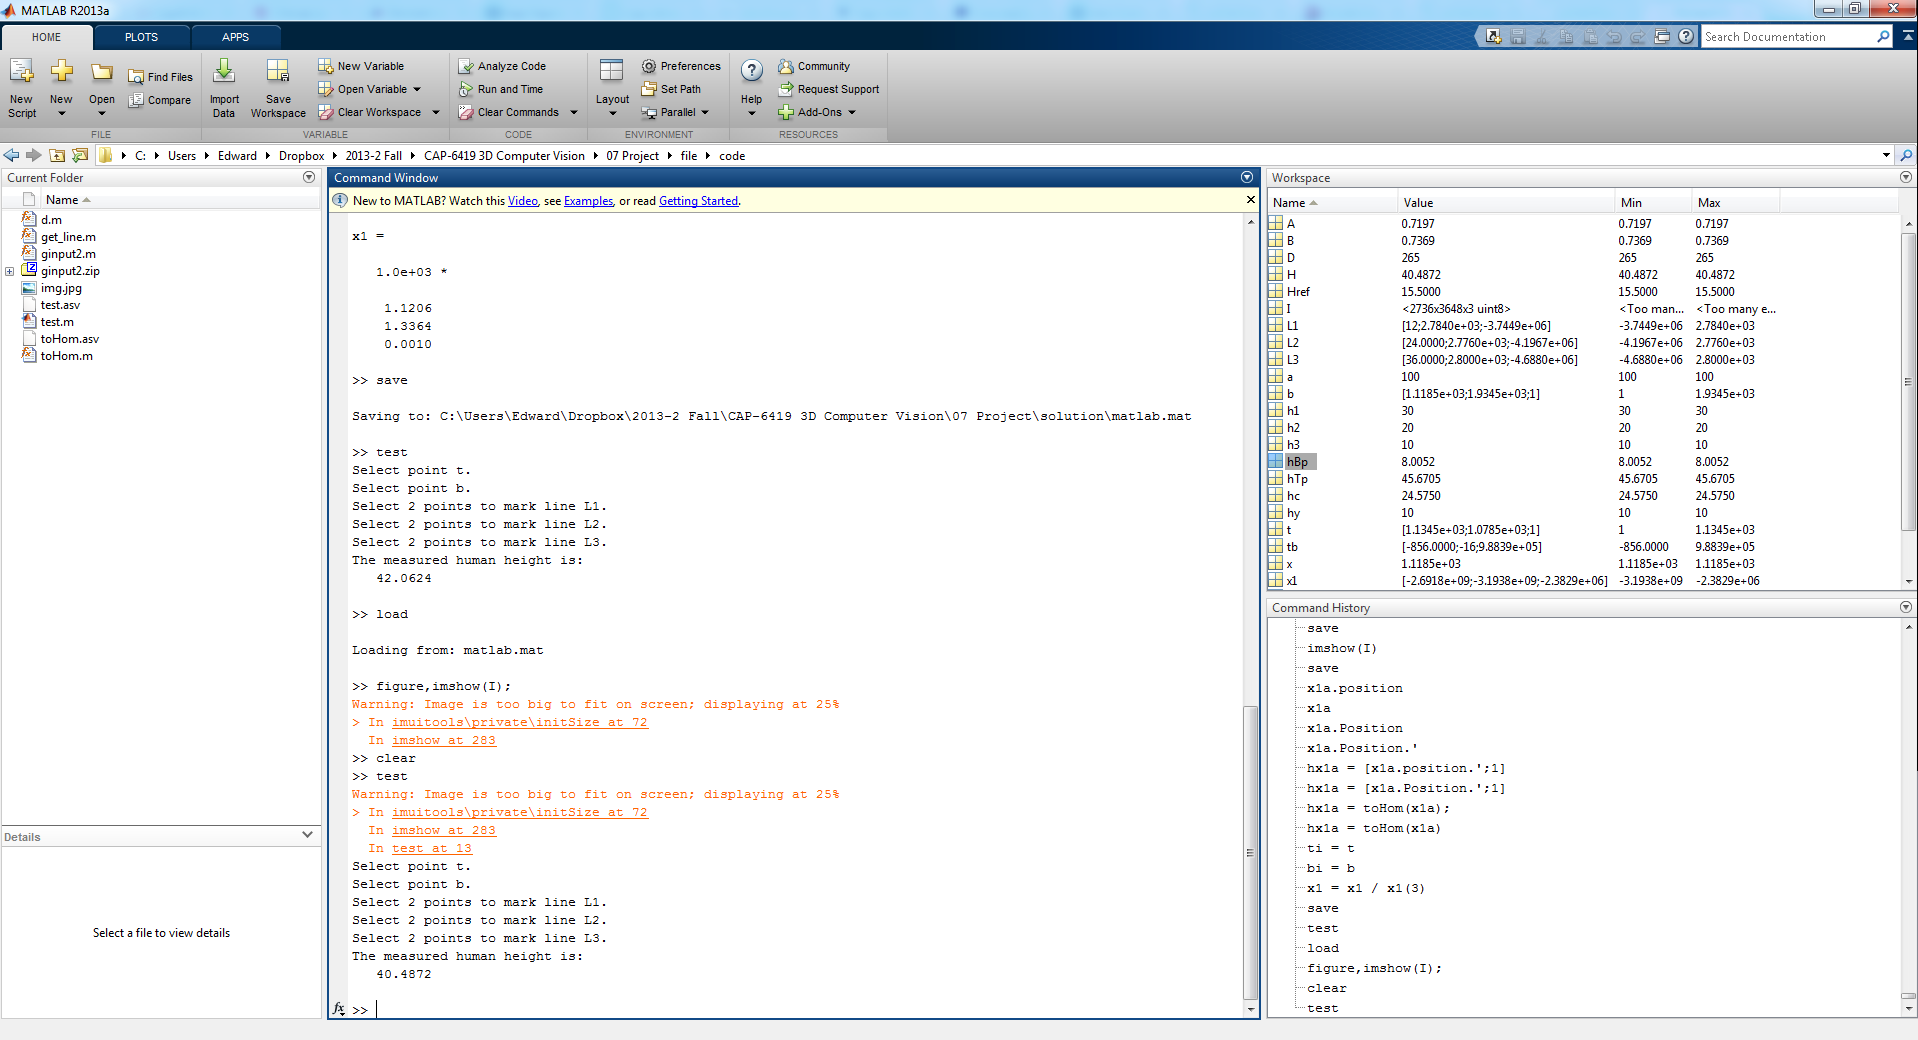 MATLAB R2013a
HOME PLOTS APPS
Search Documentation
New Script
New
Open
Find Files
Compare
Import Data
Save Workspace
New Variable
Open Variable
Clear Workspace
Analyze Code
Run and Time
Clear Commands
Layout
Preferences
Set Path
Parallel
Help
Community
Request Support
Add-Ons
FILE VARIABLE CODE ENVIRONMENT RESOURCES
C: Users Edward Dropbox 2013-2 Fall CAP-6419 3D Computer Vision 07 Project file code
Current Folder
Name
d.m
get_line.m
ginput2.m
ginput2.zip
img.jpg
test.asv
test.m
toHom.asv
toHom.m
Details
Select a file to view details
Command Window
New to MATLAB? Watch this Video, see Examples, or read Getting Started.
x1 =
1.0e+03 *
1.1206
1.3364
0.0010
>> save
Saving to: C:\Users\Edward\Dropbox\2013-2 Fall\CAP-6419 3D Computer Vision\07 Project\solution\matlab.mat
>> test
Select point t.
Select point b.
Select 2 points to mark line L1.
Select 2 points to mark line L2.
Select 2 points to mark line L3.
The measured human height is:
42.0624
>> load
Loading from: matlab.mat
>> figure,imshow(I);
Warning: Image is too big to fit on screen; displaying at 25%
> In imuitools\private\initSize at 72
In imshow at 283
>> clear
>> test
Warning: Image is too big to fit on screen; displaying at 25%
> In imuitools\private\initSize at 72
In imshow at 283
In test at 13
Select point t.
Select point b.
Select 2 points to mark line L1.
Select 2 points to mark line L2.
Select 2 points to mark line L3.
The measured human height is:
40.4872
fx >>
Workspace
Name Value Min Max
A 0.7197 0.7197 0.7197
B 0.7369 0.7369 0.7369
D 265 265 265
H 40.4872 40.4872 40.4872
Href 15.5000 15.5000 15.5000
I <2736x3648x3 uint8> <Too man... <Too many e...
L1 [12;2.7840e+03;-3.7449e+06] -3.7449e+06 2.7840e+03
L2 [24.0000;2.7760e+03;-4.1967e+06] -4.1967e+06 2.7760e+03
L3 [36.0000;2.8000e+03;-4.6880e+06] -4.6880e+06 2.8000e+03
a 100 100 100
b [1.1185e+03;1.9345e+03;1] 1 1.9345e+03
h1 30 30 30
h2 20 20 20
h3 10 10 10
hBp 8.0052 8.0052 8.0052
hTp 45.6705 45.6705 45.6705
hc 24.5750 24.5750 24.5750
hy 10 10 10
t [1.1345e+03;1.0785e+03;1] 1 1.1345e+03
tb [-856.0000;-16;9.8839e+05] -856.0000 9.8839e+05
x 1.1185e+03 1.1185e+03 1.1185e+03
x1 [-2.6918e+09;-3.1938e+09;-2.3829e+06] -3.1938e+09 -2.3829e+06
Command History
save
imshow(I)
save
x1a.position
x1a
x1a.Position
x1a.Position.'
hx1a = [x1a.position.';1]
hx1a = [x1a.Position.';1]
hx1a = toHom(x1a);
hx1a = toHom(x1a)
ti = t
bi = b
x1 = x1 / x1(3)
save
test
load
figure,imshow(I);
clear
test